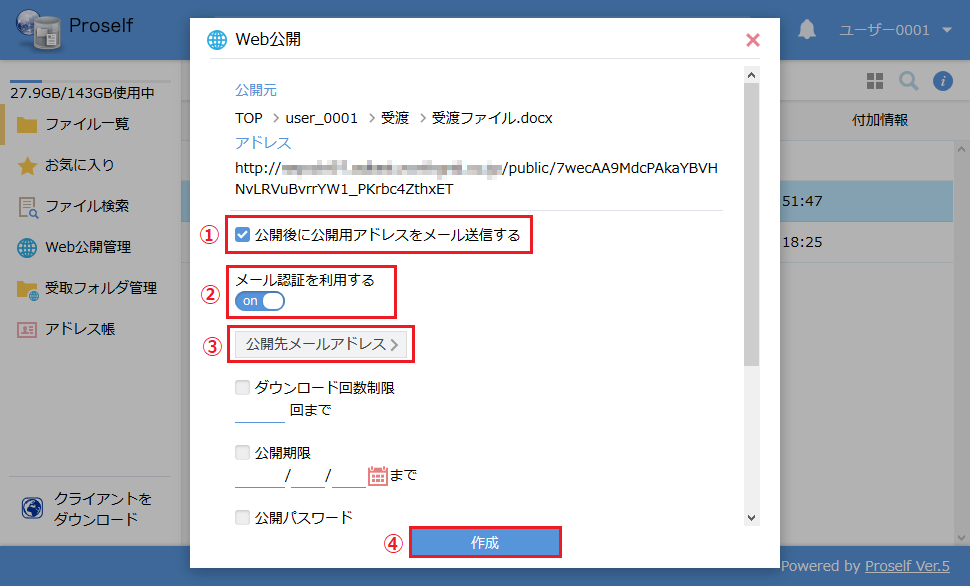 Proself
ユーザー0001
27.9GB/143GB使用中
ファイル一覧
お気に入り
ファイル検索
Web公開管理
受取フォルダ管理
アドレス帳
クライアントを
ダウンロード
Web公開
公開元
TOP > user_0001 > 受渡 > 受渡ファイル.docx
アドレス
http:// /public/7wecAA9MdcPAkaYBVH
NvLRVuBvrrYW1_PKrbc4ZthxET
① 公開後に公開用アドレスをメール送信する
② メール認証を利用する
on
③ 公開先メールアドレス >
ダウンロード回数制限
回まで
公開期限
/ / まで
公開パスワード
④ 作成
付加情報
51:47
18:25
Powered by Proself Ver.5